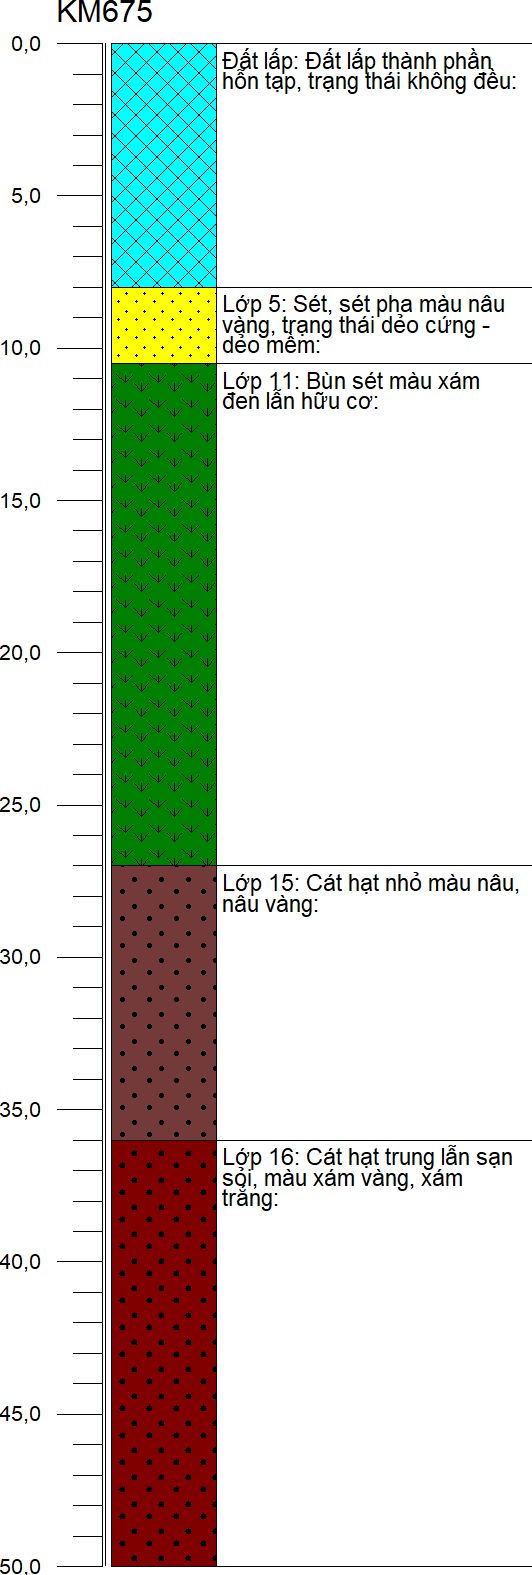 KM675
0,0
Đất lấp: Đất lấp thành phần
hỗn tạp, trạng thái không đều:
5,0
Lớp 5: Sét, sét pha màu nâu
vàng, trạng thái dẻo cứng -
dẻo mềm:
10,0
Lớp 11: Bùn sét màu xám
đen lẫn hữu cơ:
15,0
20,0
25,0
Lớp 15: Cát hạt nhỏ màu nâu,
nâu vàng:
30,0
35,0
Lớp 16: Cát hạt trung lẫn sạn
sỏi, màu xám vàng, xám
trắng:
40,0
45,0
50,0